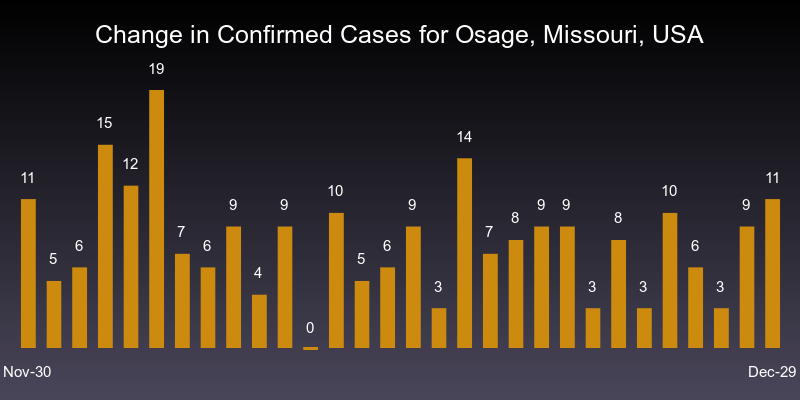 Change in Confirmed Cases for Osage, Missouri, USA
11 5 6 15 12 19 7 6 9 4 9 0 10 5 6 9 3 14 7 8 9 9 3 8 3 10 6 3 9 11
Nov-30 Dec-29